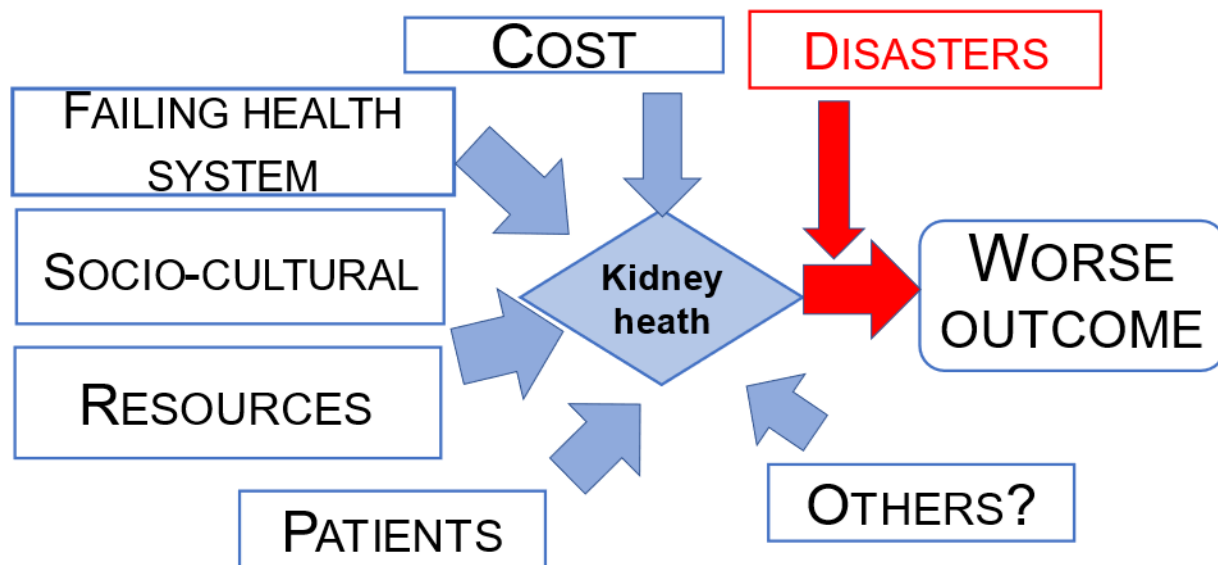 COST
DISASTERS
FAILING HEALTH
SYSTEM
SOCIO-CULTURAL
RESOURCES
PATIENTS
Kidney
heath
WORSE
OUTCOME
OTHERS?